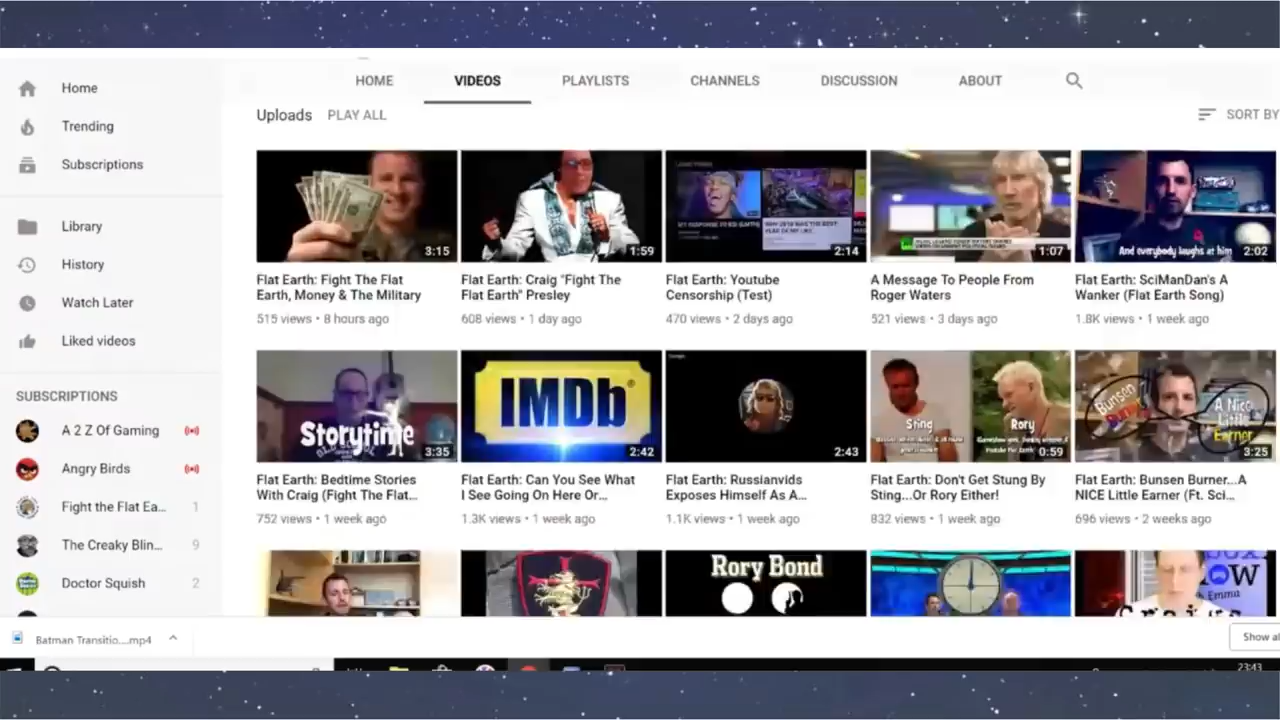 HOME VIDEOS PLAYLISTS CHANNELS DISCUSSION ABOUT
Home
Trending
Subscriptions
Library
History
Watch Later
Liked videos
SUBSCRIPTIONS
A 2 Z Of Gaming
Angry Birds
Fight the Flat Ea... 1
The Creaky Blin... 9
Doctor Squish 2
Uploads PLAY ALL
SORT BY
3:15
1:59
2:14
1:07
And everybody laughs at him 2:02
Flat Earth: Fight The Flat
Earth, Money & The Military
515 views • 8 hours ago
Flat Earth: Craig "Fight The
Flat Earth" Presley
608 views • 1 day ago
Flat Earth: Youtube
Censorship (Test)
470 views • 2 days ago
A Message To People From
Roger Waters
521 views • 3 days ago
Flat Earth: SciManDan's A
Wanker (Flat Earth Song)
1.8K views • 1 week ago
Storytime
3:35
IMDb
2:42
2:43
Sting
Rory
0:59
Bunsen
Burner
A Nice
Little
Earner
3:25
Flat Earth: Bedtime Stories
With Craig (Fight The Flat...
752 views • 1 week ago
Flat Earth: Can You See What
I See Going On Here Or...
1.3K views • 1 week ago
Flat Earth: Russianvids
Exposes Himself As A...
1.1K views • 1 week ago
Flat Earth: Don't Get Stung By
Sting...Or Rory Either!
832 views • 1 week ago
Flat Earth: Bunsen Burner...A
NICE Little Earner (Ft. Sci...
696 views • 2 weeks ago
Rory Bond
Emma
Batman Transitio....mp4
Show al
23:43